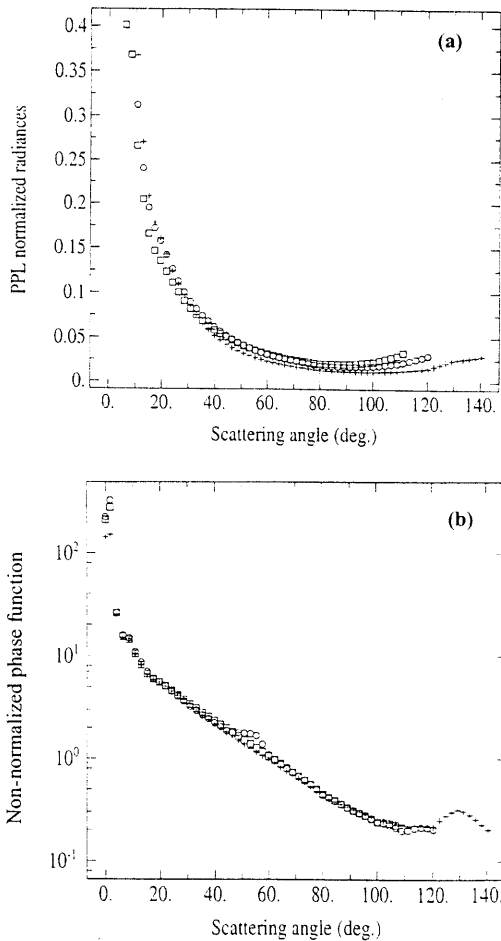 (a)
0.4
0.35
0.3
0.25
0.2
0.15
0.1
0.05
0.
PPL normalized radiances
0. 20. 40. 60. 80. 100. 120. 140.
Scattering angle (deg.)
(b)
10²
10¹
10⁰
10⁻¹
Non-normalized phase function
0. 20. 40. 60. 80. 100. 120. 140.
Scattering angle (deg.)